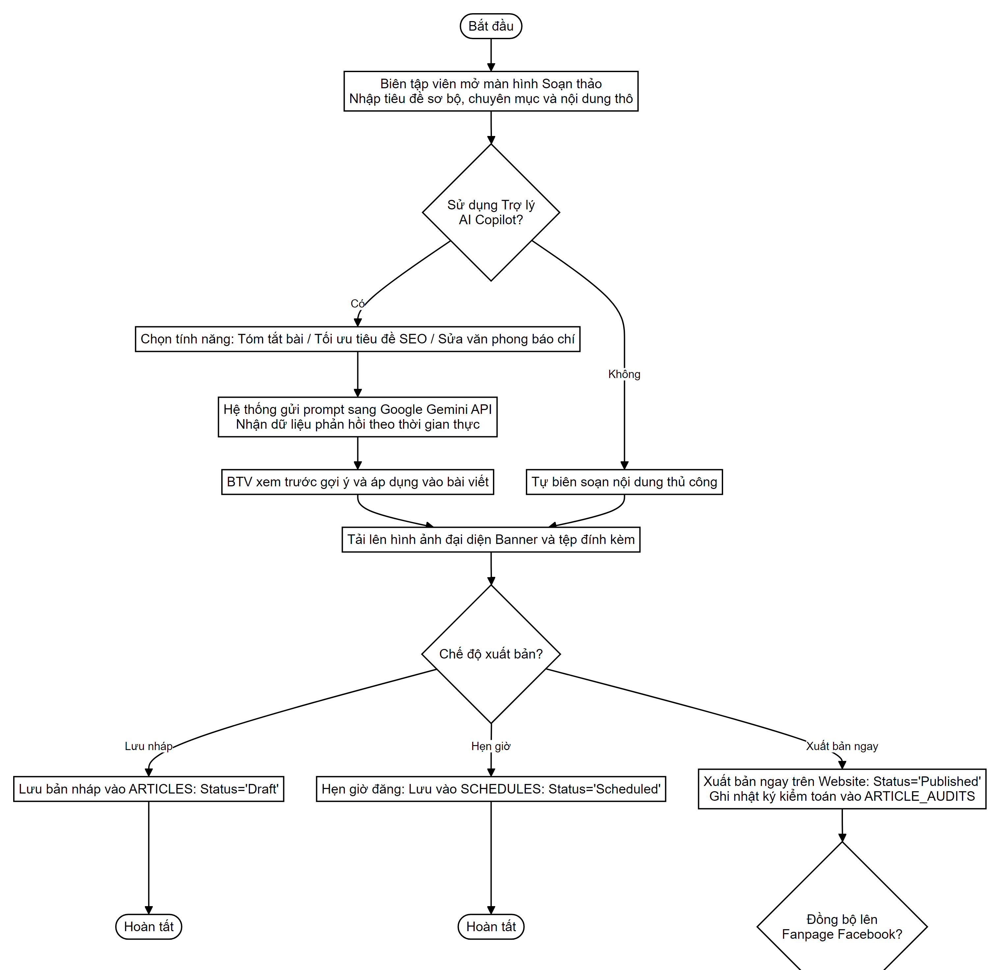 Bắt đầu
Biên tập viên mở màn hình Soạn thảo
Nhập tiêu đề sơ bộ, chuyên mục và nội dung thô
Sử dụng Trợ lý
AI Copilot?
Có
Chọn tính năng: Tóm tắt bài / Tối ưu tiêu đề SEO / Sửa văn phong báo chí
Không
Hệ thống gửi prompt sang Google Gemini API
Nhận dữ liệu phản hồi theo thời gian thực
BTV xem trước gợi ý và áp dụng vào bài viết
Tự biên soạn nội dung thủ công
Tải lên hình ảnh đại diện Banner và tệp đính kèm
Chế độ xuất bản?
Lưu nháp
Hẹn giờ
Xuất bản ngay
Lưu bản nháp vào ARTICLES: Status='Draft'
Hẹn giờ đăng: Lưu vào SCHEDULES: Status='Scheduled'
Xuất bản ngay trên Website: Status='Published'
Ghi nhật ký kiểm toán vào ARTICLE_AUDITS
Hoàn tất
Hoàn tất
Đồng bộ lên
Fanpage Facebook?